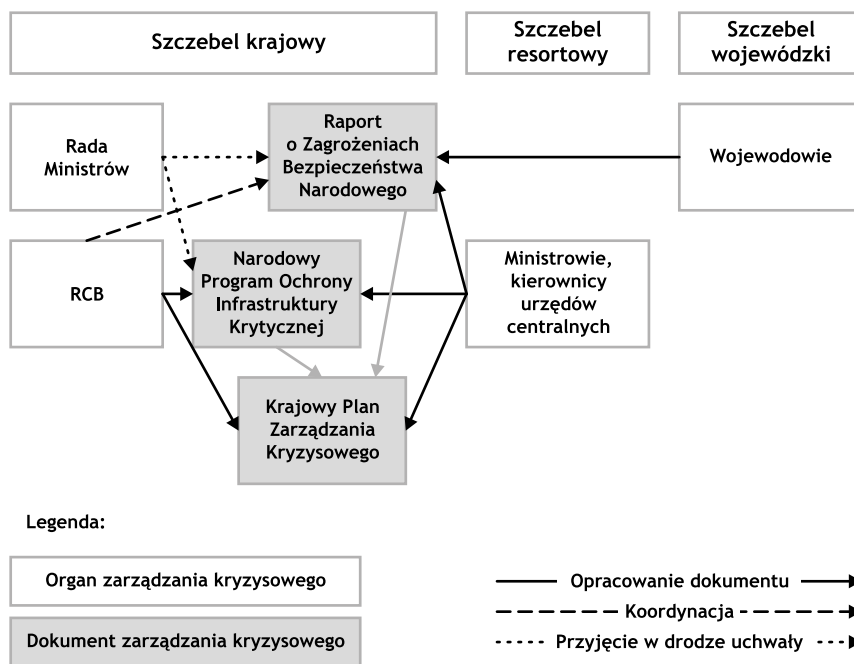 Szczebel krajowy
Szczebel
resortowy
Szczebel
wojewódzki
Rada
Ministrów
Raport
o Zagrożeniach
Bezpieczeństwa
Narodowego
Wojewodowie
RCB
Narodowy
Program Ochrony
Infrastruktury
Krytycznej
Ministrowie,
kierownicy
urzędów
centralnych
Krajowy Plan
Zarządzania
Kryzysowego
Legenda:
Organ zarządzania kryzysowego
Dokument zarządzania kryzysowego
Opracowanie dokumentu
Koordynacja
Przyjęcie w drodze uchwały